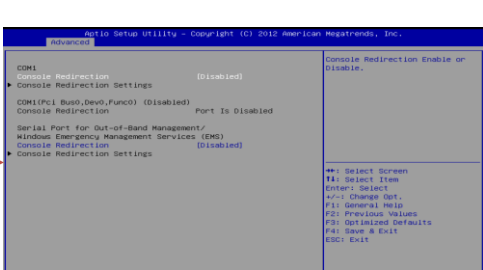 Aptio Setup Utility – Copyright (C) 2012 American Megatrends, Inc.
Advanced
COM1
Console Redirection [Disabled]
▶ Console Redirection Settings
COM1(Pci Bus0,Dev0,Func0) (Disabled)
Console Redirection Port Is Disabled
Serial Port for Out-of-Band Management/
Windows Emergency Management Services (EMS)
Console Redirection [Disabled]
▶ Console Redirection Settings
Console Redirection Enable or
Disable.
→←: Select Screen
↑↓: Select Item
Enter: Select
+/-: Change Opt.
F1: General Help
F2: Previous Values
F3: Optimized Defaults
F4: Save & Exit
ESC: Exit